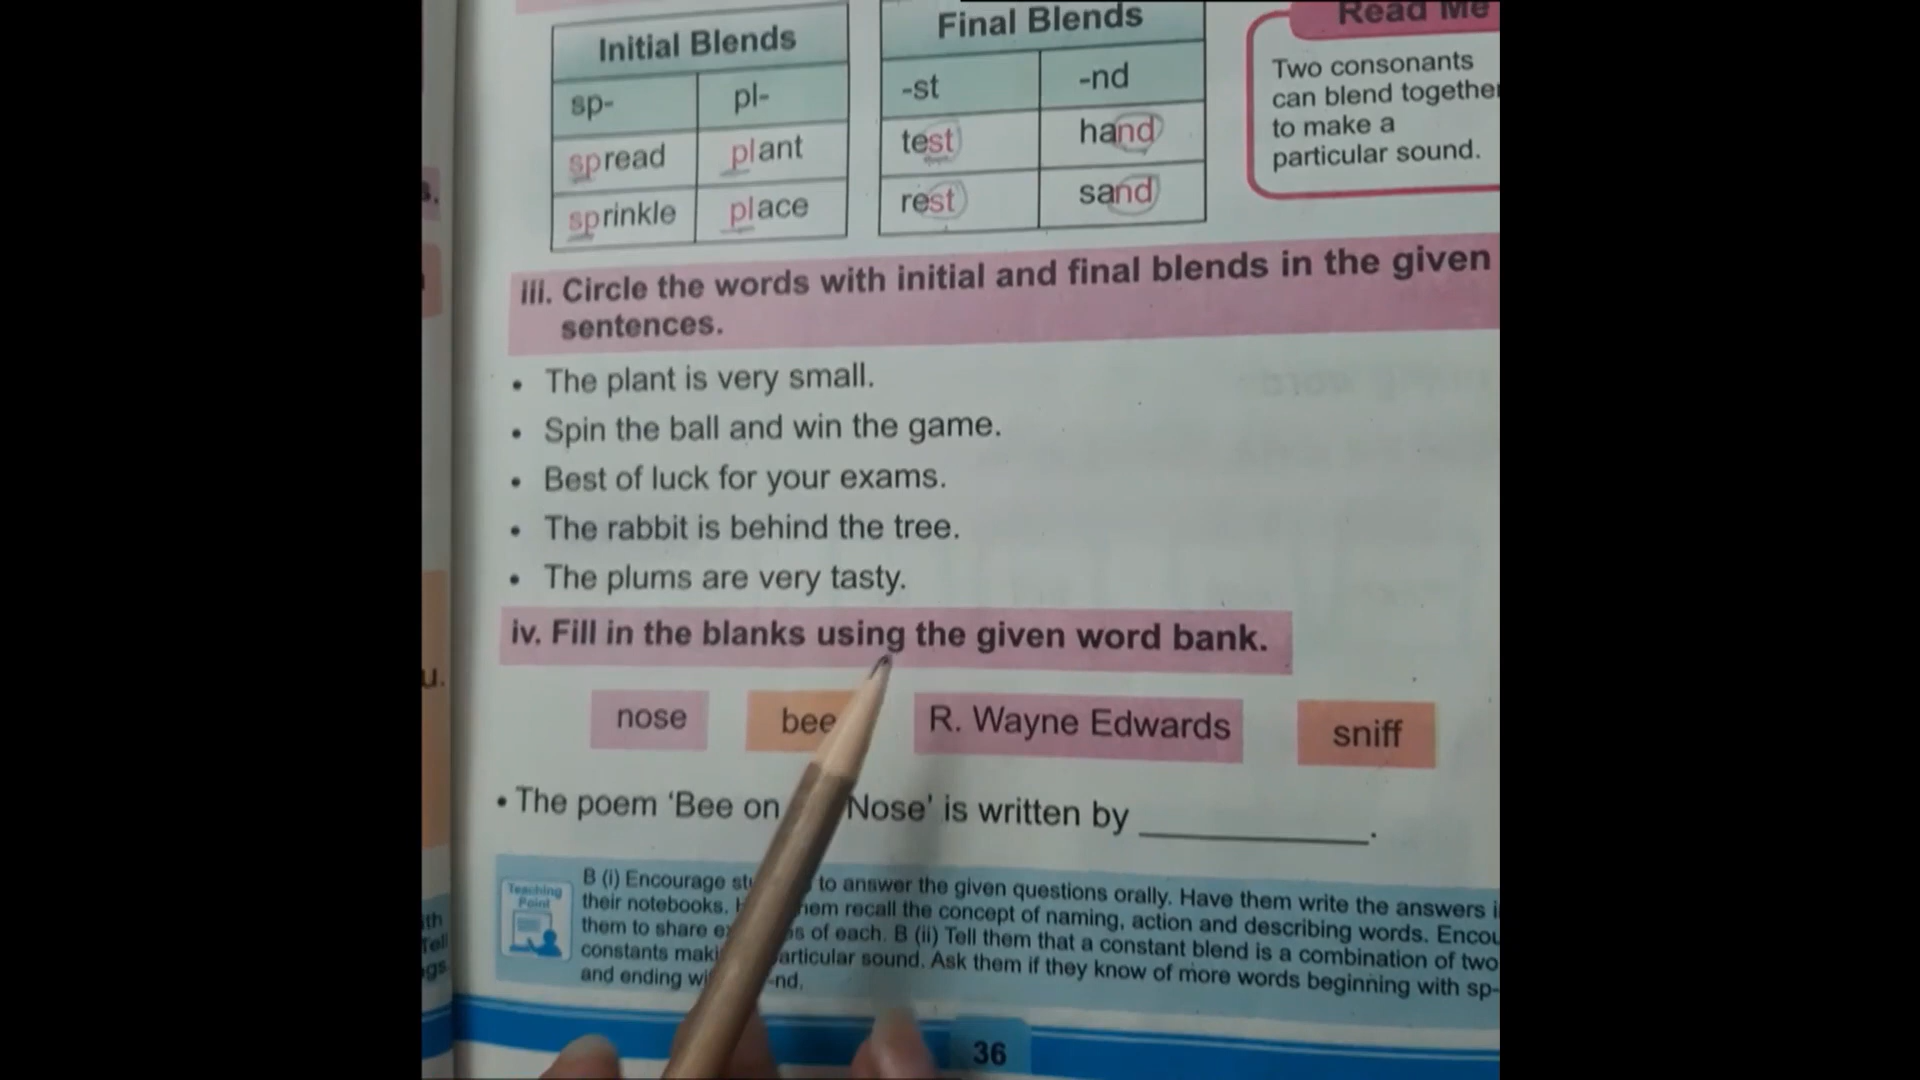 Initial Blends
sp- pl-
spread plant
sprinkle place
Final Blends
-st -nd
test hand
rest sand
Read Me
Two consonants
can blend together
to make a
particular sound.
iii. Circle the words with initial and final blends in the given
sentences.
• The plant is very small.
• Spin the ball and win the game.
• Best of luck for your exams.
• The rabbit is behind the tree.
• The plums are very tasty.
iv. Fill in the blanks using the given word bank.
nose bee R. Wayne Edwards sniff
• The poem ‘Bee on Nose’ is written by ____________.
Teaching
Point
B (i) Encourage to answer the given questions orally. Have them write the answers
their notebooks. them recall the concept of naming, action and describing words.
them to share of each. B (ii) Tell them that a constant blend is a combination of two
constants particular sound. Ask them if they know of more words beginning with sp-
and ending -nd.
36
u.